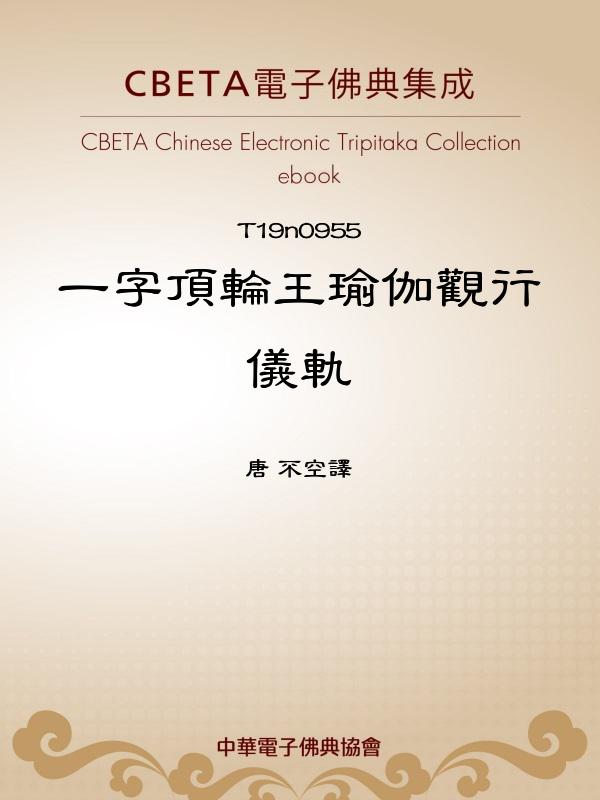 CBETA電子佛典集成
CBETA Chinese Electronic Tripitaka Collection
ebook
T19n0955
一字頂輪王瑜伽觀行
儀軌
唐 不空譯
中華電子佛典協會